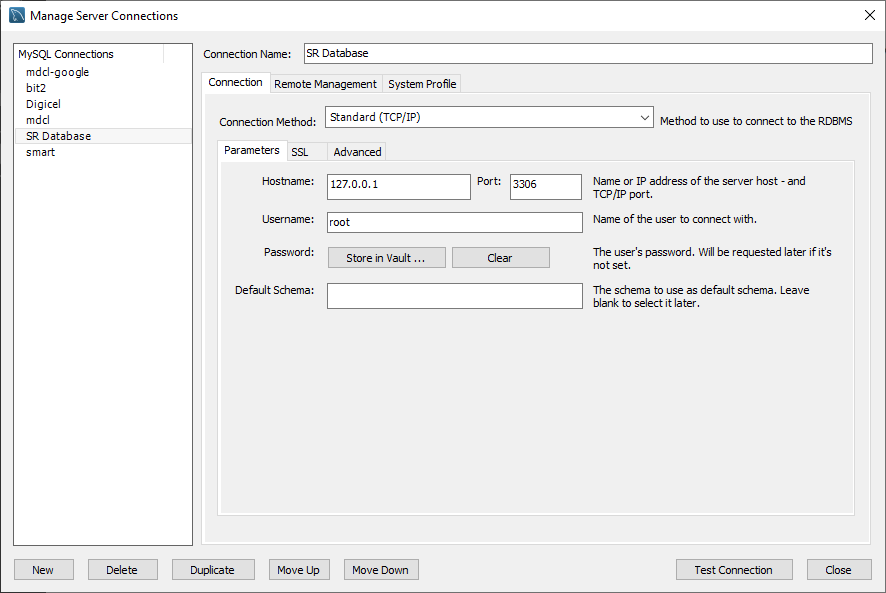 Manage Server Connections
MySQL Connections
mdcl-google
bit2
Digicel
mdcl
SR Database
smart
Connection Name: SR Database
Connection Remote Management System Profile
Connection Method: Standard (TCP/IP) Method to use to connect to the RDBMS
Parameters SSL Advanced
Hostname: 127.0.0.1 Port: 3306 Name or IP address of the server host - and
TCP/IP port.
Username: root Name of the user to connect with.
Password: Store in Vault ... Clear The user's password. Will be requested later if it's
not set.
Default Schema: The schema to use as default schema. Leave
blank to select it later.
New Delete Duplicate Move Up Move Down Test Connection Close